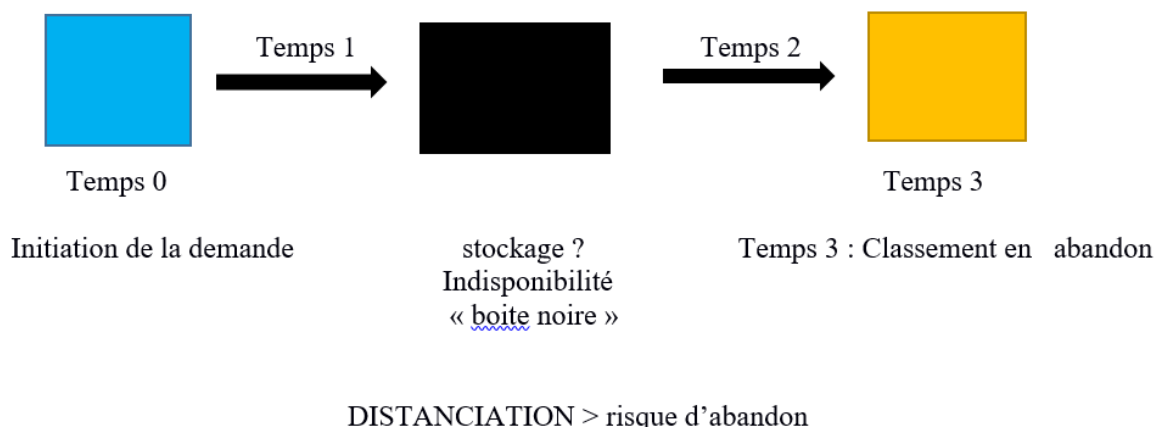 Temps 1
Temps 2
Temps 0
Temps 3
Initiation de la demande
stockage ?
Indisponibilité
« boite noire »
Temps 3 : Classement en abandon
DISTANCIATION > risque d’abandon